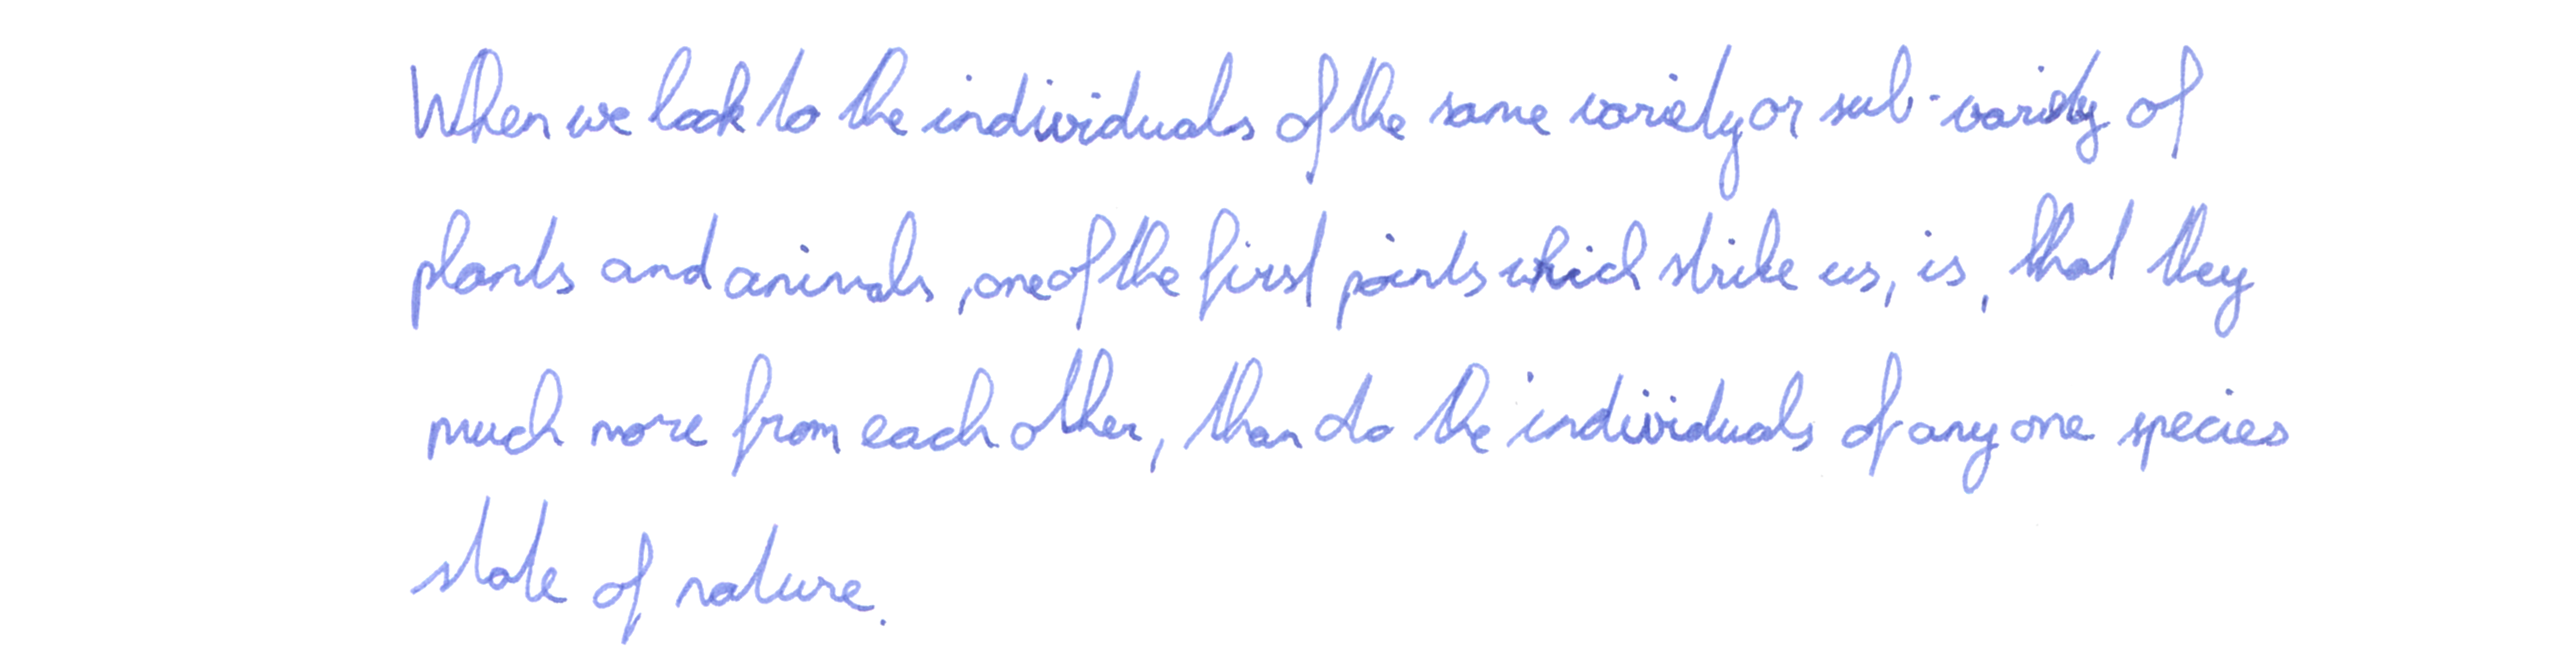 When we look to the individuals of the same variety or sub-variety of
plants and animals, one of the first points which strike us, is, that they
much more from each other, than do the individuals of any one species
state of nature.